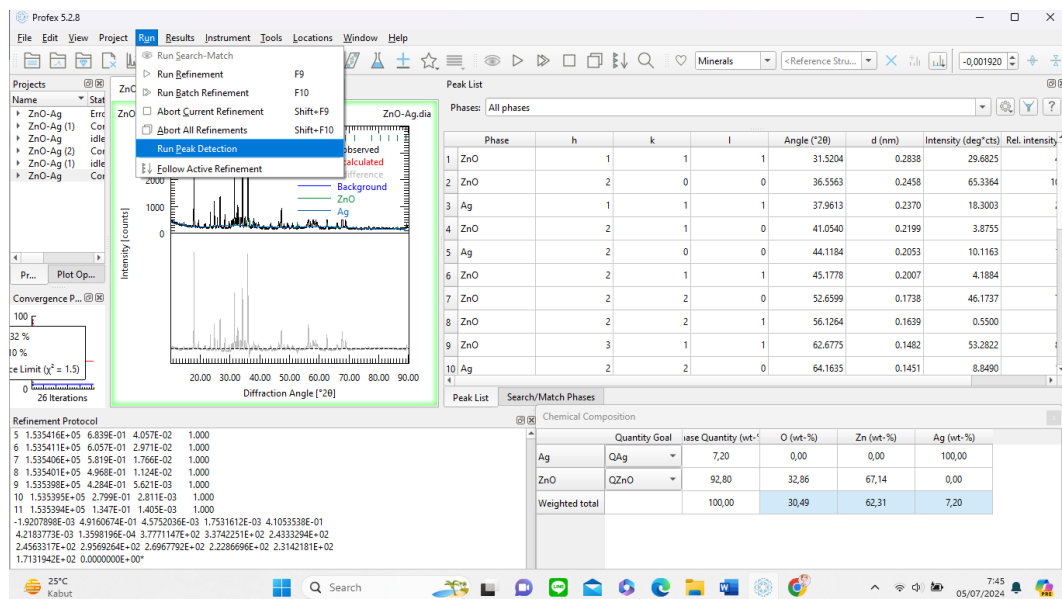 Profex 5.2.8
File Edit View Project Run Results Instrument Tools Locations Window Help
Minerals
<Reference Stru...
-0,001920
Run Search-Match
Run Refinement F9
Run Batch Refinement F10
Abort Current Refinement Shift+F9
Abort All Refinements Shift+F10
Run Peak Detection
Follow Active Refinement
Projects
Name Stat
ZnO-Ag Erro
ZnO-Ag (1) Cor
ZnO-Ag idle
ZnO-Ag (2) Cor
ZnO-Ag (1) idle
ZnO-Ag Cor
Pr... Plot Op...
Convergence P...
100
32 %
10 %
ce Limit (χ² = 1.5)
0
26 Iterations
ZnO
ZnO-Ag.dia
observed
calculated
difference
Background
ZnO
Ag
2000
1000
0
Intensity [counts]
20.00 30.00 40.00 50.00 60.00 70.00 80.00 90.00
Diffraction Angle [°2θ]
Peak List
Phases: All phases
Phase h k l Angle (°2θ) d (nm) Intensity (deg*cts) Rel. intensity
1 ZnO 1 1 1 31.5204 0.2838 29.6825
2 ZnO 2 0 0 36.5563 0.2458 65.3364 10
3 Ag 1 1 1 37.9613 0.2370 18.3003
4 ZnO 2 1 0 41.0540 0.2199 3.8755
5 Ag 2 0 0 44.1184 0.2053 10.1163
6 ZnO 2 1 1 45.1778 0.2007 4.1884
7 ZnO 2 2 0 52.6599 0.1738 46.1737
8 ZnO 2 2 1 56.1264 0.1639 0.5500
9 ZnO 3 1 1 62.6775 0.1482 53.2822
10 Ag 2 2 0 64.1635 0.1451 8.8490
Peak List Search/Match Phases
Refinement Protocol
5 1.535416E+05 6.839E-01 4.057E-02 1.000
6 1.535411E+05 6.057E-01 2.971E-02 1.000
7 1.535406E+05 5.819E-01 1.766E-02 1.000
8 1.535401E+05 4.968E-01 1.124E-02 1.000
9 1.535398E+05 4.284E-01 5.621E-03 1.000
10 1.535395E+05 2.799E-01 2.811E-03 1.000
11 1.535394E+05 1.347E-01 1.405E-03 1.000
-1.9207898E-03 4.9160674E-01 4.5752036E-03 1.7531612E-03 4.1053538E-01
4.2183773E-03 1.3598196E-04 3.7771147E+02 3.3742251E+02 2.4333294E+02
2.4563317E+02 2.9569264E+02 2.6967792E+02 2.2286696E+02 2.3142181E+02
1.7131942E+02 0.0000000E+00*
Chemical Composition
Quantity Goal ase Quantity (wt-% O (wt-%) Zn (wt-%) Ag (wt-%)
Ag QAg 7,20 0,00 0,00 100,00
ZnO QZnO 92,80 32,86 67,14 0,00
Weighted total 100,00 30,49 62,31 7,20
25°C
Kabut
Search
7:45
05/07/2024